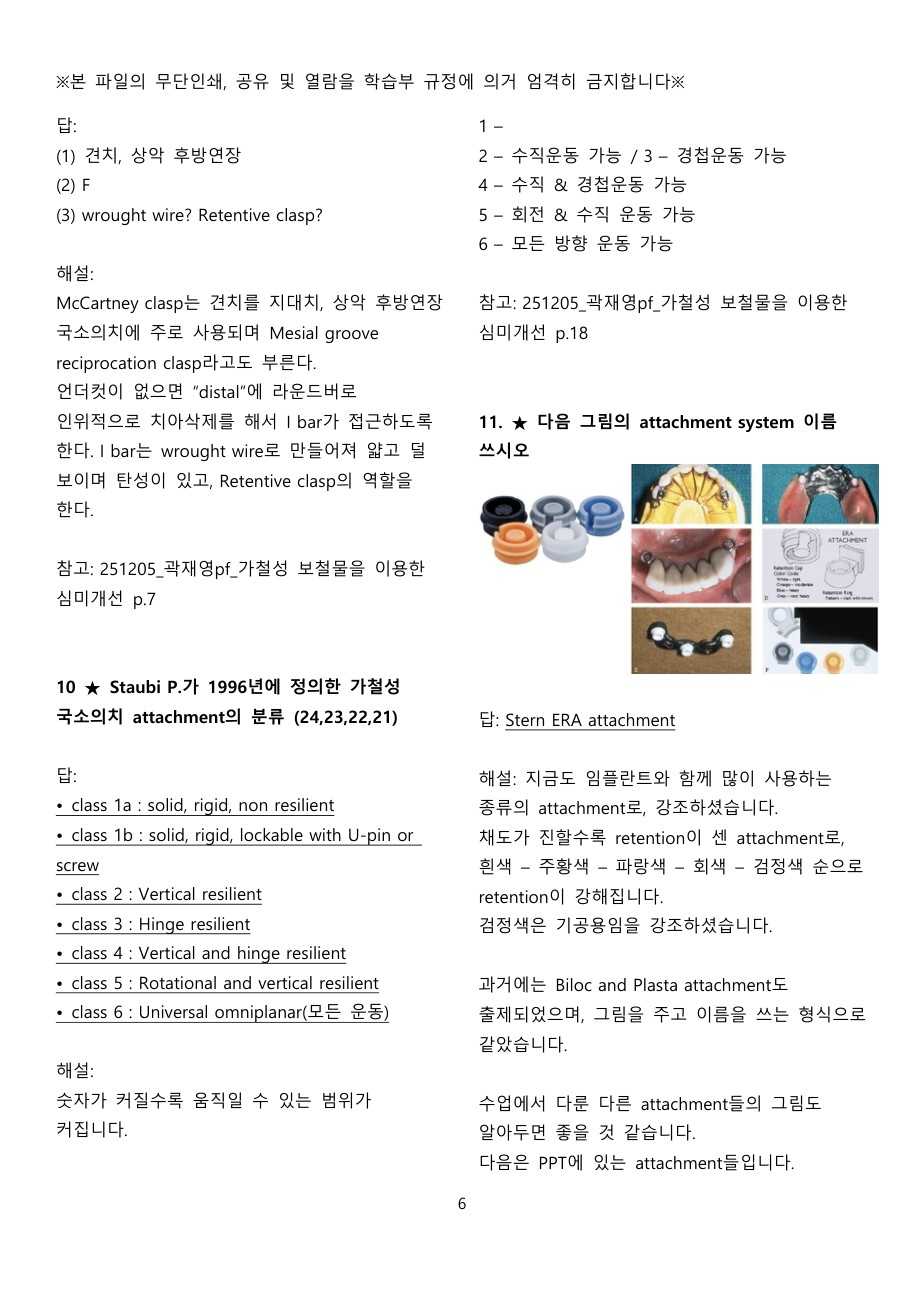 ※본 파일의 무단인쇄, 공유 및 열람을 학습부 규정에 의거 엄격히 금지합니다※
답:
(1) 견치, 상악 후방연장
(2) F
(3) wrought wire? Retentive clasp?
해설:
McCartney clasp는 견치를 지대치, 상악 후방연장
국소의치에 주로 사용되며 Mesial groove
reciprocation clasp라고도 부른다.
언더컷이 없으면 “distal”에 라운드버로
인위적으로 치아삭제를 해서 I bar가 접근하도록
한다. I bar는 wrought wire로 만들어져 얇고 덜
보이며 탄성이 있고, Retentive clasp의 역할을
한다.
참고: 251205_곽재영pf_가철성 보철물을 이용한
심미개선 p.7
10 ★ Staubi P.가 1996년에 정의한 가철성
국소의치 attachment의 분류 (24,23,22,21)
답:
• class 1a : solid, rigid, non resilient
• class 1b : solid, rigid, lockable with U-pin or
screw
• class 2 : Vertical resilient
• class 3 : Hinge resilient
• class 4 : Vertical and hinge resilient
• class 5 : Rotational and vertical resilient
• class 6 : Universal omniplanar(모든 운동)
해설:
숫자가 커질수록 움직일 수 있는 범위가
커집니다.
1 –
2 – 수직운동 가능 / 3 – 경첩운동 가능
4 – 수직 & 경첩운동 가능
5 – 회전 & 수직 운동 가능
6 – 모든 방향 운동 가능
참고: 251205_곽재영pf_가철성 보철물을 이용한
심미개선 p.18
11. ★ 다음 그림의 attachment system 이름
쓰시오
ERA
ATTACHMENT
Retention Cap
Color Code:
White – light
Orange – moderate
Blue – heavy
Retention Ring
답: Stern ERA attachment
해설: 지금도 임플란트와 함께 많이 사용하는
종류의 attachment로, 강조하셨습니다.
채도가 진할수록 retention이 센 attachment로,
흰색 – 주황색 – 파랑색 – 회색 – 검정색 순으로
retention이 강해집니다.
검정색은 기공용임을 강조하셨습니다.
과거에는 Biloc and Plasta attachment도
출제되었으며, 그림을 주고 이름을 쓰는 형식으로
같았습니다.
수업에서 다룬 다른 attachment들의 그림도
알아두면 좋을 것 같습니다.
다음은 PPT에 있는 attachment들입니다.
6